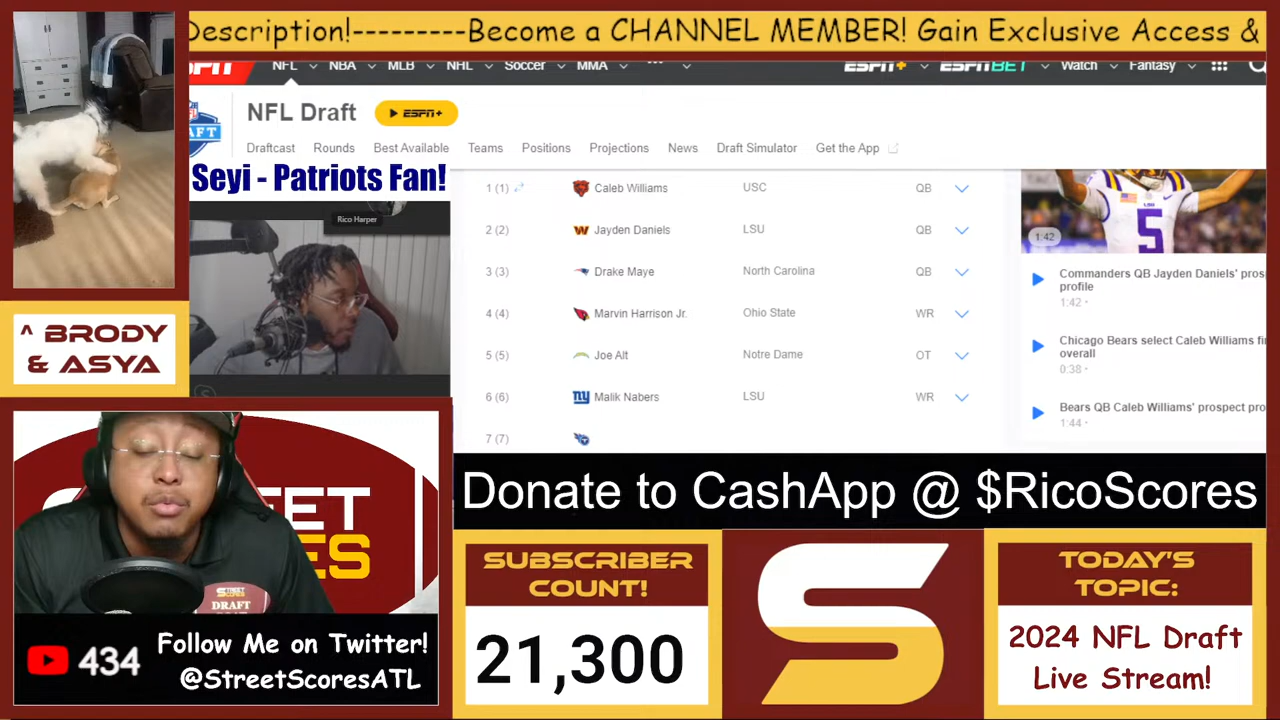 Description!---------Become a CHANNEL MEMBER! Gain Exclusive Access &
NFL
NBA
MLB
NHL
Soccer
MMA
ESPN+
ESPN BET
Watch
Fantasy
NFL Draft
ESPN+
Draftcast
Rounds
Best Available
Teams
Positions
Projections
News
Draft Simulator
Get the App
Seyi - Patriots Fan!
Rico Harper
1 (1) Caleb Williams USC QB
2 (2) Jayden Daniels LSU QB
3 (3) Drake Maye North Carolina QB
4 (4) Marvin Harrison Jr. Ohio State WR
5 (5) Joe Alt Notre Dame OT
6 (6) Malik Nabers LSU WR
7 (7)
5
1:42
Commanders QB Jayden Daniels'
profile
1:42
Chicago Bears select Caleb Williams
overall
0:38
Bears QB Caleb Williams' prospect
1:44
^ BRODY
& ASYA
DRAFT
434
Follow Me on Twitter!
@StreetScoresATL
Donate to CashApp @ $RicoScores
SUBSCRIBER
COUNT!
21,300
TODAY'S
TOPIC:
2024 NFL Draft
Live Stream!